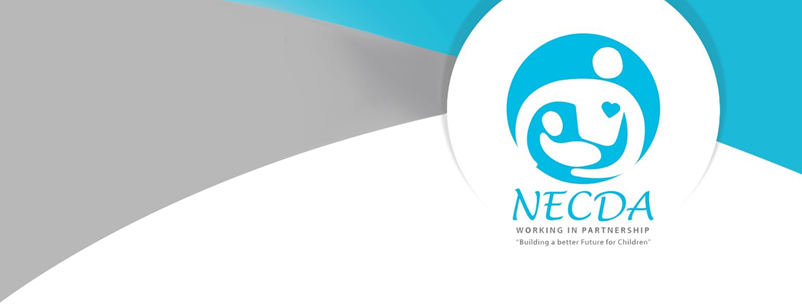 NECDA
WORKING IN PARTNERSHIP
"Building a better Future for Children"